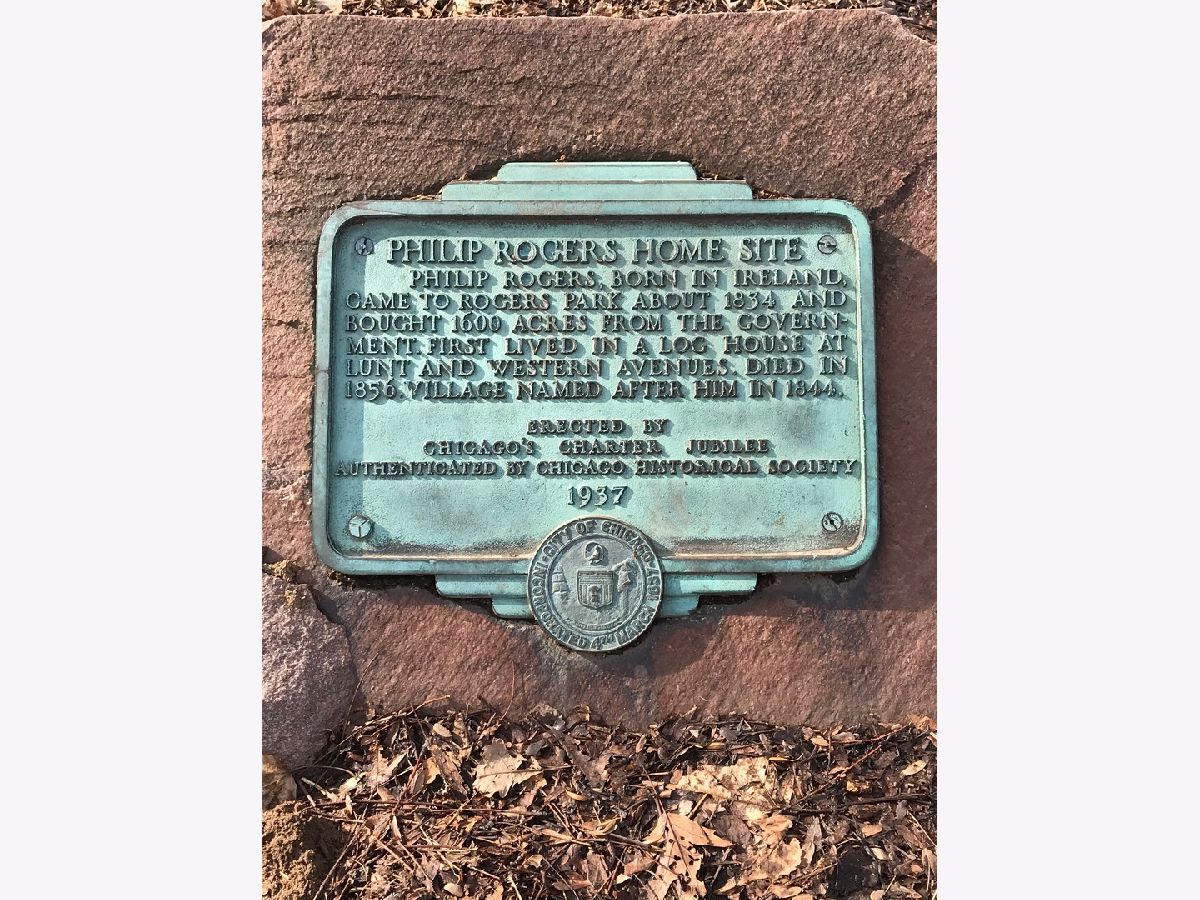 PHILIP ROGERS HOME SITE
PHILIP ROGERS, BORN IN IRELAND,
CAME TO ROGERS PARK ABOUT 1834 AND
BOUGHT 1600 ACRES FROM THE GOVERN-
MENT. FIRST LIVED IN A LOG HOUSE AT
LUNT AND WESTERN AVENUES. DIED IN
1856. VILLAGE NAMED AFTER HIM IN 1844.
ERECTED BY
CHICAGO'S CHARTER JUBILEE
AUTHENTICATED BY CHICAGO HISTORICAL SOCIETY
1937
CITY OF CHICAGO
INCORPORATED 4TH MARCH 1837